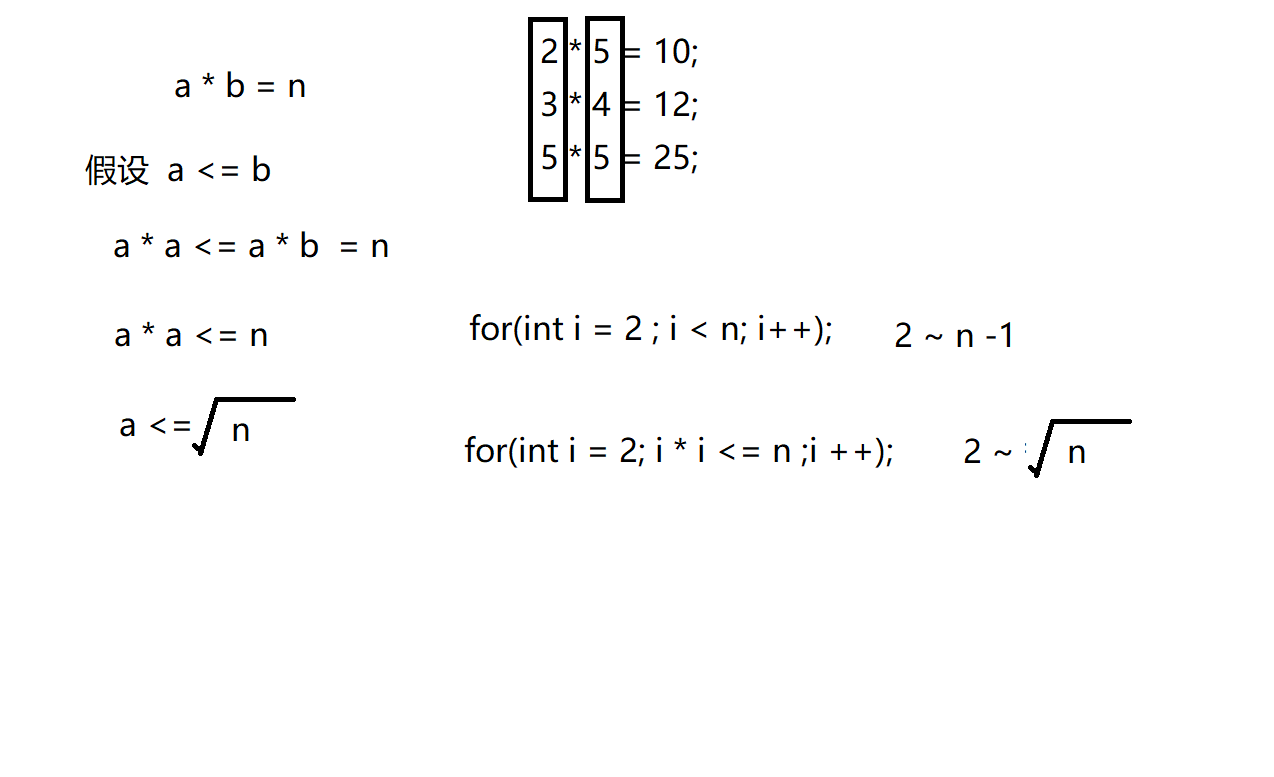 a * b = n
假设 a <= b
a * a <= a * b = n
a * a <= n
a <= √n
2 * 5 = 10;
3 * 4 = 12;
5 * 5 = 25;
for(int i = 2 ; i < n; i++); 2 ~ n -1
for(int i = 2; i * i <= n ;i ++); 2 ~ √n